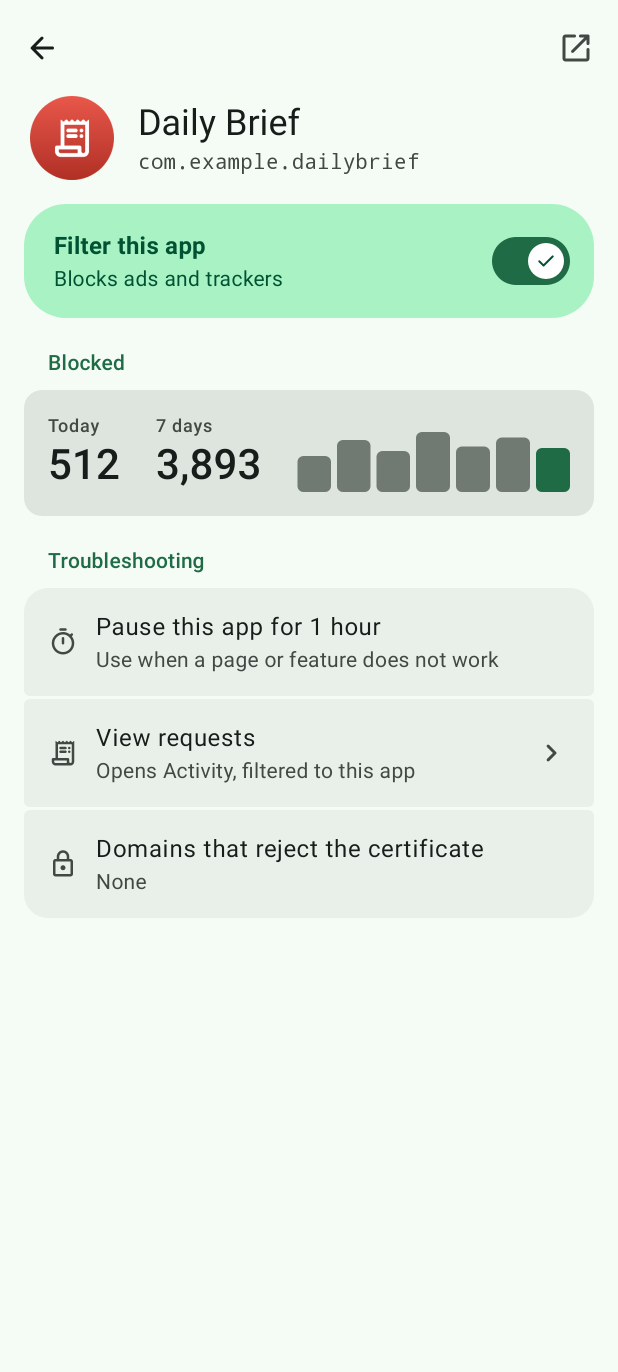 Daily Brief
com.example.dailybrief
Filter this app
Blocks ads and trackers
Blocked
Today
7 days
512
3,893
Troubleshooting
Pause this app for 1 hour
Use when a page or feature does not work
View requests
Opens Activity, filtered to this app
Domains that reject the certificate
None